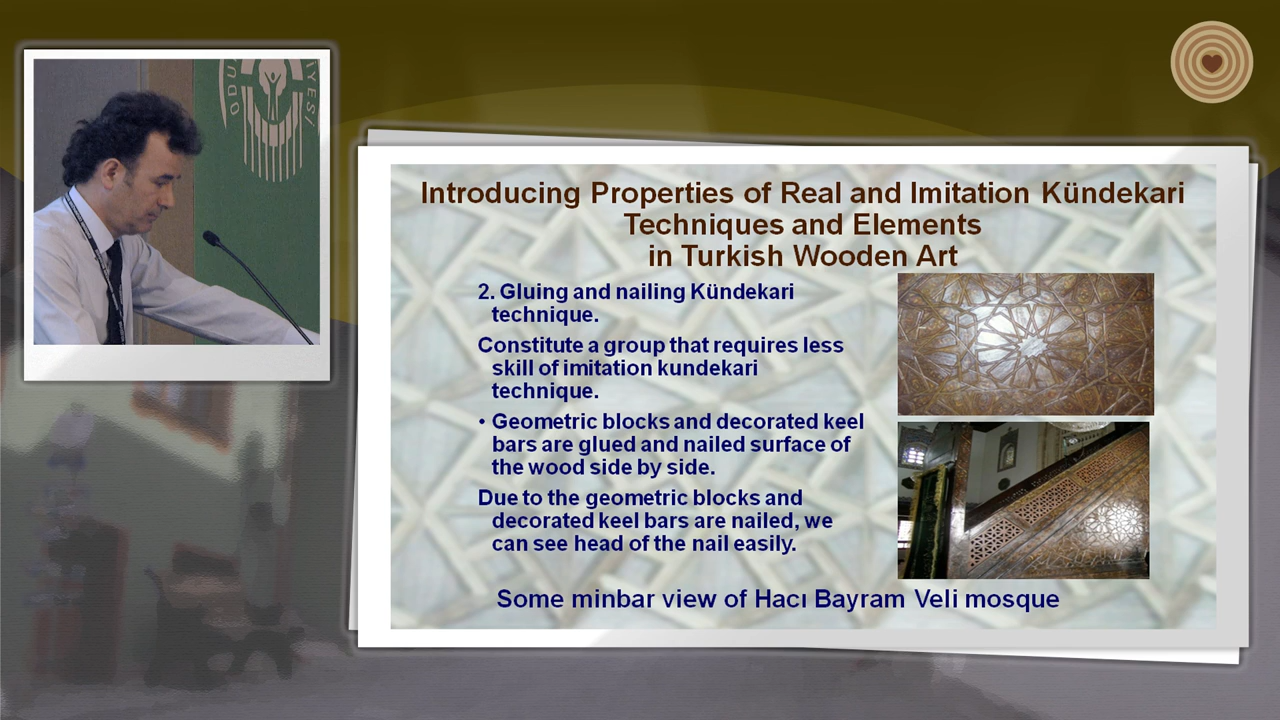 Introducing Properties of Real and Imitation Kündekari
Techniques and Elements
in Turkish Wooden Art
2. Gluing and nailing Kündekari
technique.
Constitute a group that requires less
skill of imitation kundekari
technique.
• Geometric blocks and decorated keel
bars are glued and nailed surface of
the wood side by side.
Due to the geometric blocks and
decorated keel bars are nailed, we
can see head of the nail easily.
Some minbar view of Hacı Bayram Veli mosque